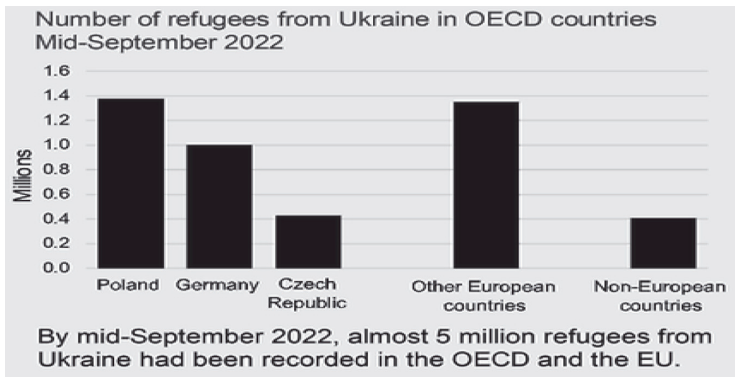 Number of refugees from Ukraine in OECD countries
Mid-September 2022
1.6
1.4
1.2
1.0
0.8
0.6
0.4
0.2
0.0
Millions
Poland
Germany
Czech
Republic
Other European
countries
Non-European
countries
By mid-September 2022, almost 5 million refugees from
Ukraine had been recorded in the OECD and the EU.